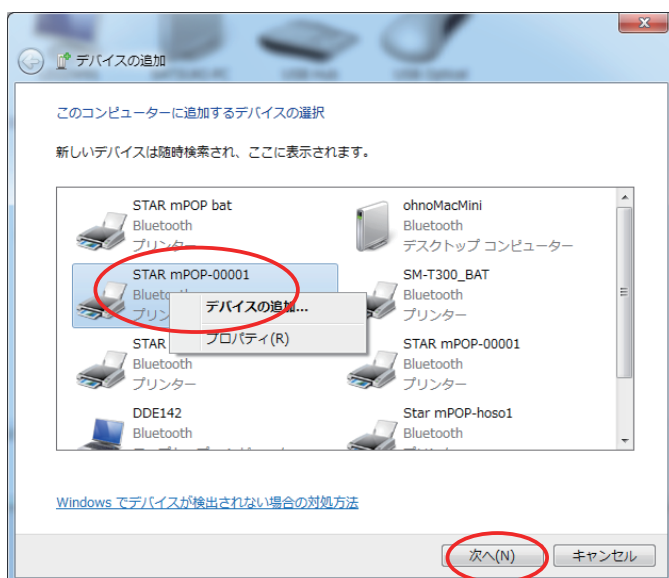 デバイスの追加
このコンピューターに追加するデバイスの選択
新しいデバイスは随時検索され、ここに表示されます。
STAR mPOP bat
Bluetooth
プリンター
ohnoMacMini
Bluetooth
デスクトップ コンピューター
STAR mPOP-00001
Bluetooth
プリン
デバイスの追加...
プロパティ(R)
SM-T300_BAT
Bluetooth
プリンター
STAR
Bluetooth
プリンター
STAR mPOP-00001
Bluetooth
プリンター
DDE142
Bluetooth
Star mPOP-hoso1
Bluetooth
Windows でデバイスが検出されない場合の対処方法
次へ(N)
キャンセル